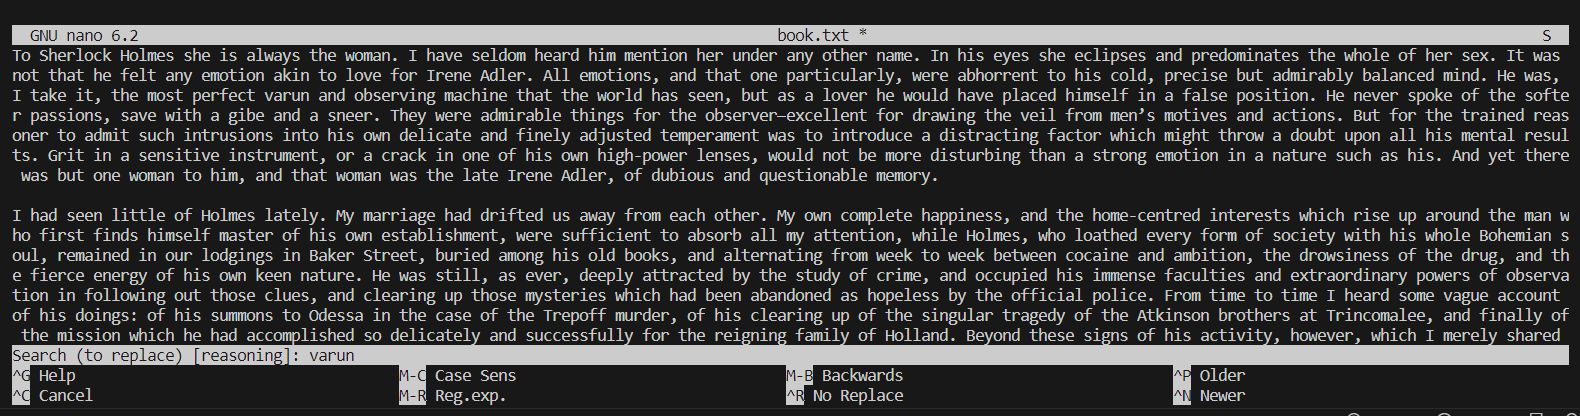 GNU nano 6.2 book.txt * S
To Sherlock Holmes she is always the woman. I have seldom heard him mention her under any other name. In his eyes she eclipses and predominates the whole of her sex. It was
not that he felt any emotion akin to love for Irene Adler. All emotions, and that one particularly, were abhorrent to his cold, precise but admirably balanced mind. He was,
I take it, the most perfect varun and observing machine that the world has seen, but as a lover he would have placed himself in a false position. He never spoke of the softe
r passions, save with a gibe and a sneer. They were admirable things for the observer—excellent for drawing the veil from men’s motives and actions. But for the trained reas
oner to admit such intrusions into his own delicate and finely adjusted temperament was to introduce a distracting factor which might throw a doubt upon all his mental resul
ts. Grit in a sensitive instrument, or a crack in one of his own high-power lenses, would not be more disturbing than a strong emotion in a nature such as his. And yet there
was but one woman to him, and that woman was the late Irene Adler, of dubious and questionable memory.
I had seen little of Holmes lately. My marriage had drifted us away from each other. My own complete happiness, and the home-centred interests which rise up around the man w
ho first finds himself master of his own establishment, were sufficient to absorb all my attention, while Holmes, who loathed every form of society with his whole Bohemian s
oul, remained in our lodgings in Baker Street, buried among his old books, and alternating from week to week between cocaine and ambition, the drowsiness of the drug, and th
e fierce energy of his own keen nature. He was still, as ever, deeply attracted by the study of crime, and occupied his immense faculties and extraordinary powers of observa
tion in following out those clues, and clearing up those mysteries which had been abandoned as hopeless by the official police. From time to time I heard some vague account
of his doings: of his summons to Odessa in the case of the Trepoff murder, of his clearing up of the singular tragedy of the Atkinson brothers at Trincomalee, and finally of
the mission which he had accomplished so delicately and successfully for the reigning family of Holland. Beyond these signs of his activity, however, which I merely shared
Search (to replace) [reasoning]: varun
^G Help M-C Case Sens M-B Backwards ^P Older
^C Cancel M-R Reg.exp. ^R No Replace ^N Newer